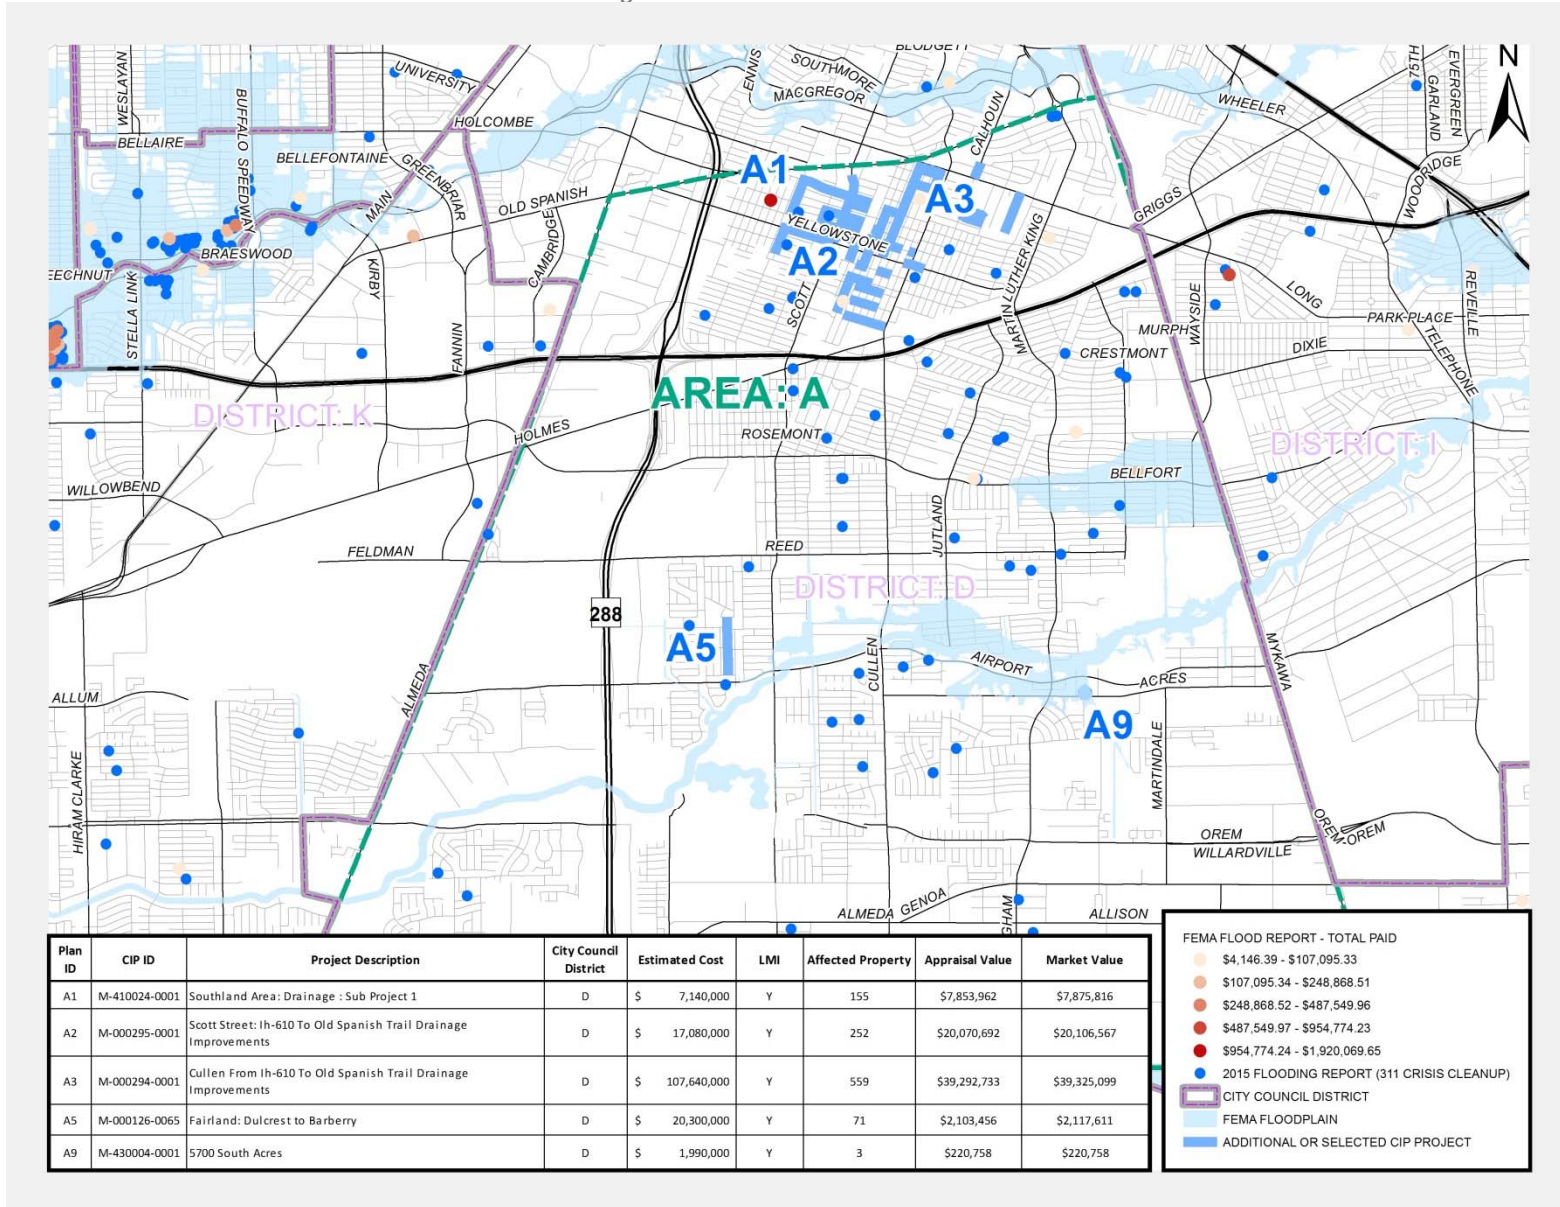 BLODGETT
N
UNIVERSITY
ENNIS
SOUTHMORE
MACGREGOR
WESLAYAN
BUFFALO SPEEDWAY
75TH
GARLAND
EVERGREEN
WHEELER
CALHOUN
HOLCOMBE
BELLAIRE
BELLEFONTAINE
GREENBRIAR
MAIN
OLD SPANISH
CAMBRIDGE
A1
A3
YELLOWSTONE
A2
SCOTT
MARTIN LUTHER KING
GRIGGS
WOODRIDGE
BRAESWOOD
EECHNUT
STELLA LINK
KIRBY
FANNIN
WAYSIDE
LONG
PARK PLACE
REVEILLE
TELEPHONE
MURPH
CRESTMONT
DIXIE
AREA: A
DISTRICT: K
HOLMES
ROSEMONT
DISTRICT: I
BELLFORT
WILLOWBEND
JUTLAND
FELDMAN
REED
DISTRICT: D
288
A5
CULLEN
AIRPORT
ACRES
MYKAWA
ALLUM
ALMEDA
A9
MARTINDALE
HIRAM CLARKE
OREM
OREM
OREM
WILLARDVILLE
ALMEDA GENOA
GHAM
ALLISON
Plan ID CIP ID Project Description City Council District Estimated Cost LMI Affected Property Appraisal Value Market Value
A1 M-410024-0001 Southland Area: Drainage : Sub Project 1 D $ 7,140,000 Y 155 $7,853,962 $7,875,816
A2 M-000295-0001 Scott Street: Ih-610 To Old Spanish Trail Drainage Improvements D $ 17,080,000 Y 252 $20,070,692 $20,106,567
A3 M-000294-0001 Cullen From Ih-610 To Old Spanish Trail Drainage Improvements D $ 107,640,000 Y 559 $39,292,733 $39,325,099
A5 M-000126-0065 Fairland: Dulcrest to Barberry D $ 20,300,000 Y 71 $2,103,456 $2,117,611
A9 M-430004-0001 5700 South Acres D $ 1,990,000 Y 3 $220,758 $220,758
FEMA FLOOD REPORT - TOTAL PAID
$4,146.39 - $107,095.33
$107,095.34 - $248,868.51
$248,868.52 - $487,549.96
$487,549.97 - $954,774.23
$954,774.24 - $1,920,069.65
2015 FLOODING REPORT (311 CRISIS CLEANUP)
CITY COUNCIL DISTRICT
FEMA FLOODPLAIN
ADDITIONAL OR SELECTED CIP PROJECT